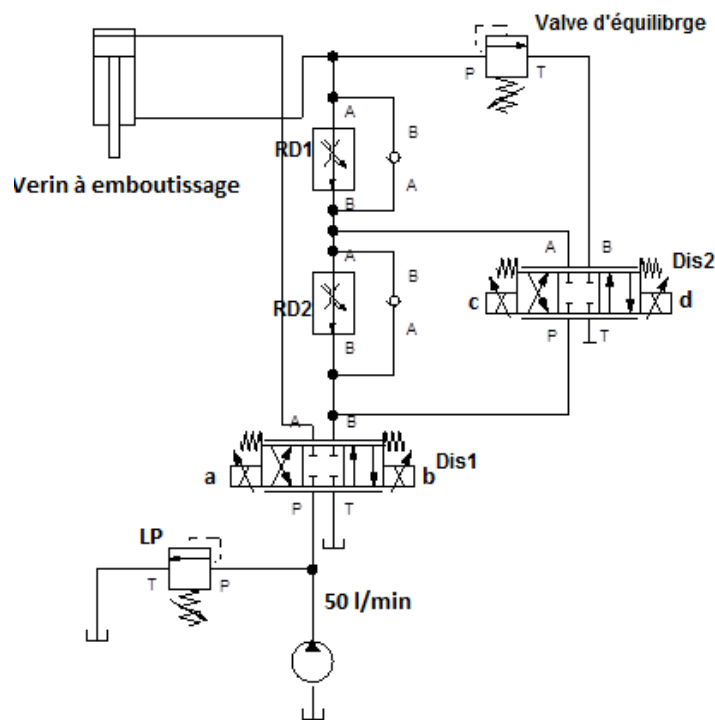 Valve d'équilibrge
P T
A
B
RD1
A
B
Verin à emboutissage
A
B
A B
Dis2
RD2
A
c
d
B
P T
A B
Dis1
a
b
P T
LP
T P
50 l/min